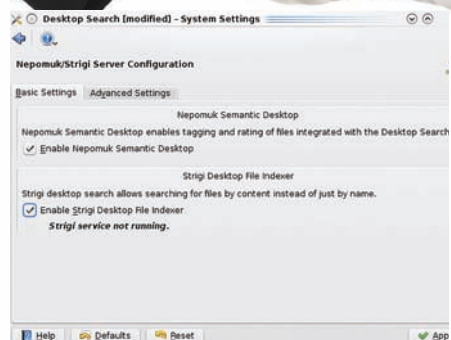 Desktop Search [modified] – System Settings
Nepomuk/Strigi Server Configuration
Basic Settings Advanced Settings
Nepomuk Semantic Desktop
Nepomuk Semantic Desktop enables tagging and rating of files integrated with the Desktop Search
Enable Nepomuk Semantic Desktop
Strigi Desktop File Indexer
Strigi desktop search allows searching for files by content instead of just by name.
Enable Strigi Desktop File Indexer
Strigi service not running.
Help Defaults Reset App